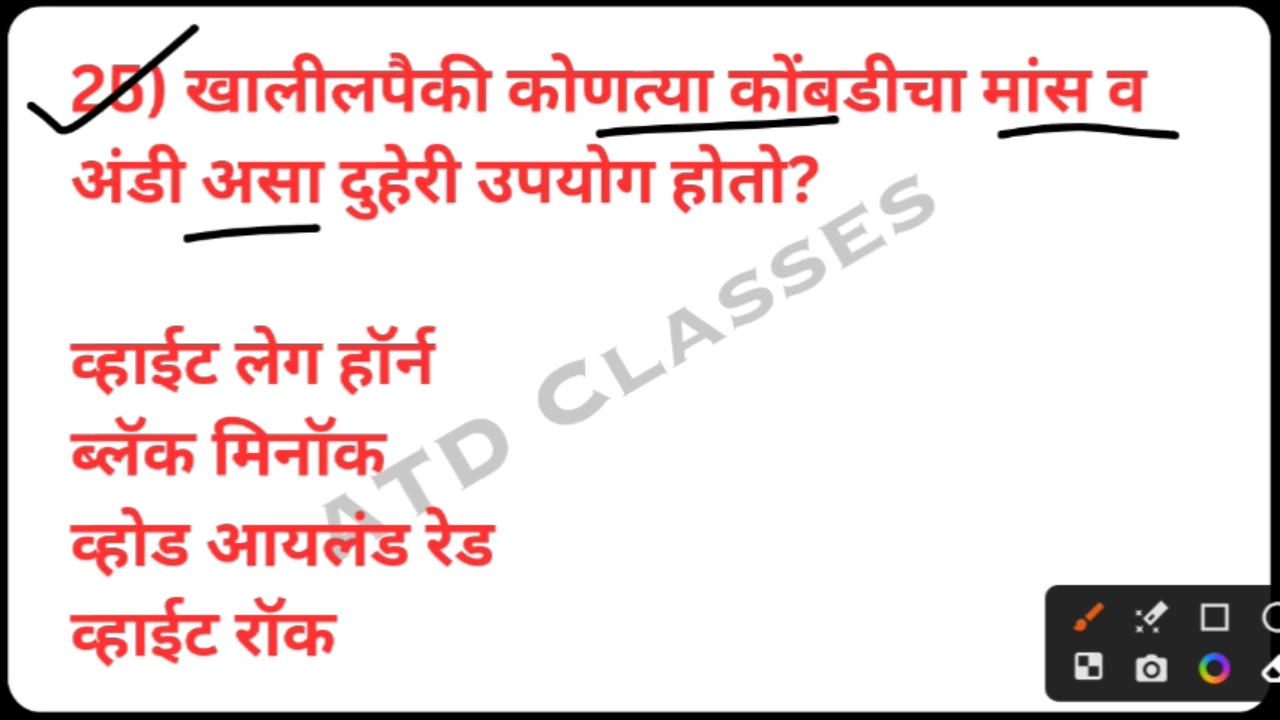 25) खालीलपैकी कोणत्या कोंबडीचा मांस व
अंडी असा दुहेरी उपयोग होतो?
व्हाईट लेग हॉर्न
ब्लॅक मिनॉक
व्होड आयलंड रेड
व्हाईट रॉक
ATD CLASSES